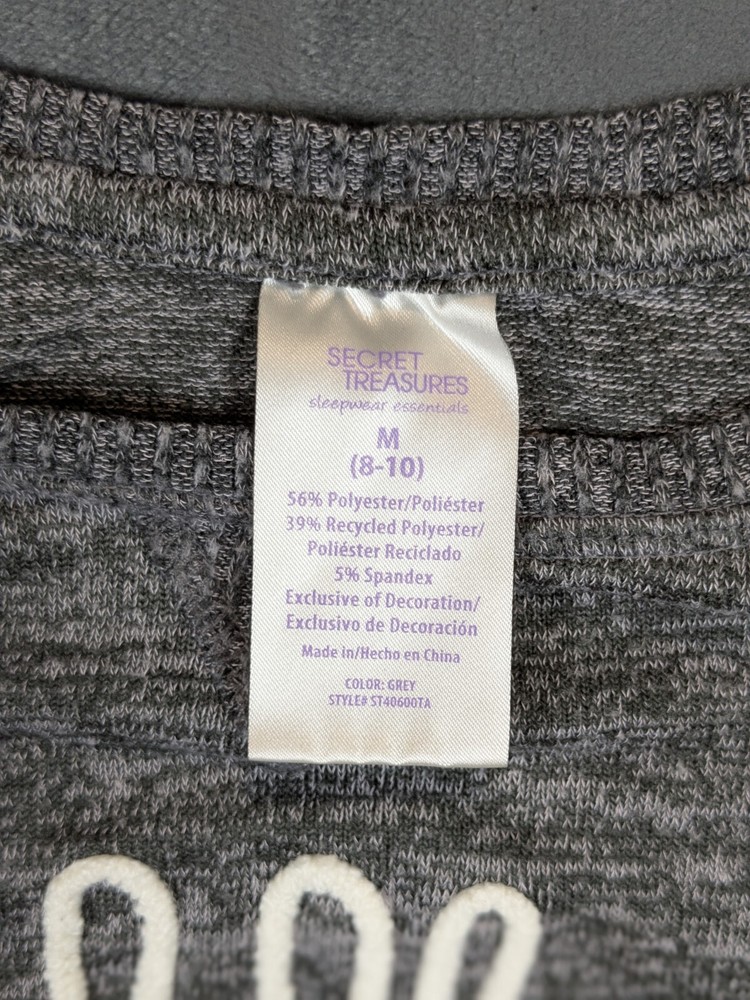 SECRET
TREASURES
sleepwear essentials
M
(8-10)
56% Polyester/Poliéster
39% Recycled Polyester/
Poliéster Reciclado
5% Spandex
Exclusive of Decoration/
Exclusivo de Decoración
Made in/Hecho en China
COLOR: GREY
STYLE# ST40600TA